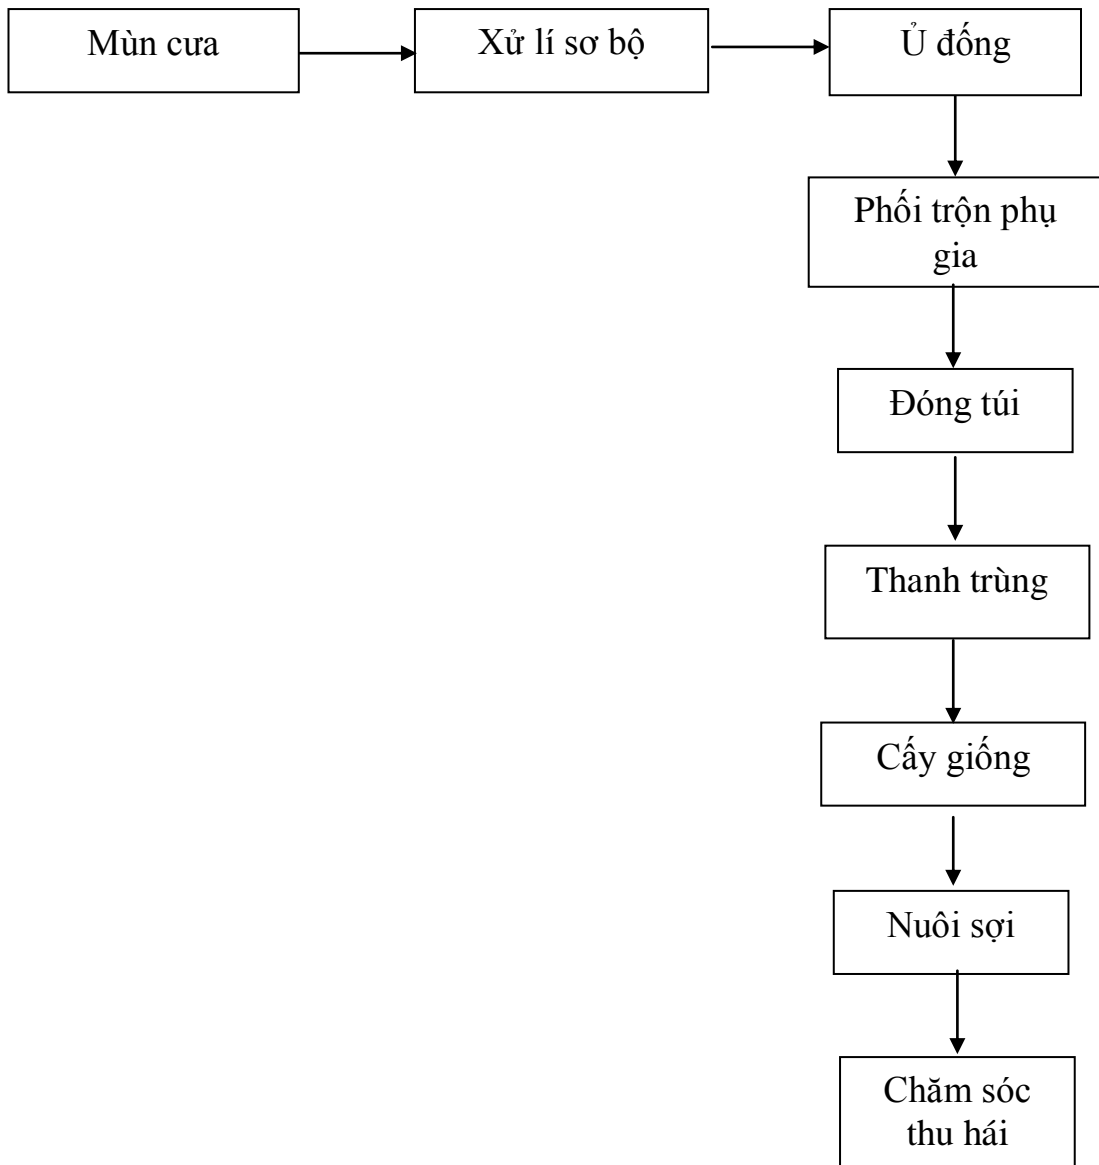 Mùn cưa
Xử lí sơ bộ
Ủ đống
Phối trộn phụ
gia
Đóng túi
Thanh trùng
Cấy giống
Nuôi sợi
Chăm sóc
thu hái